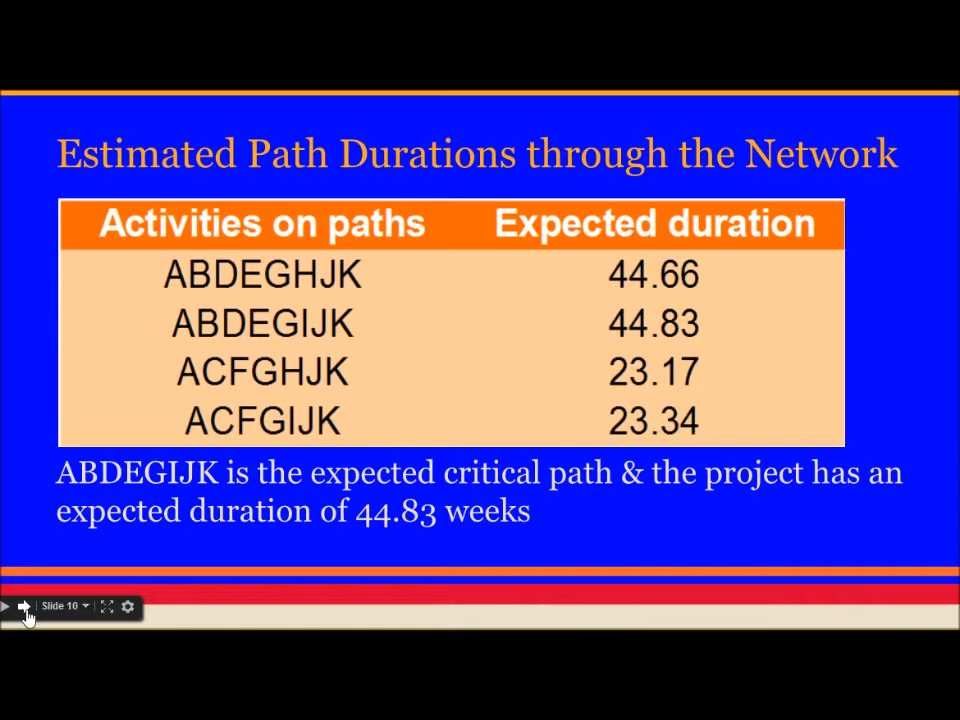 Estimated Path Durations through the Network
Activities on paths Expected duration
ABDEGHJK 44.66
ABDEGIJK 44.83
ACFGHJK 23.17
ACFGIJK 23.34
ABDEGIJK is the expected critical path & the project has an
expected duration of 44.83 weeks
Slide 10